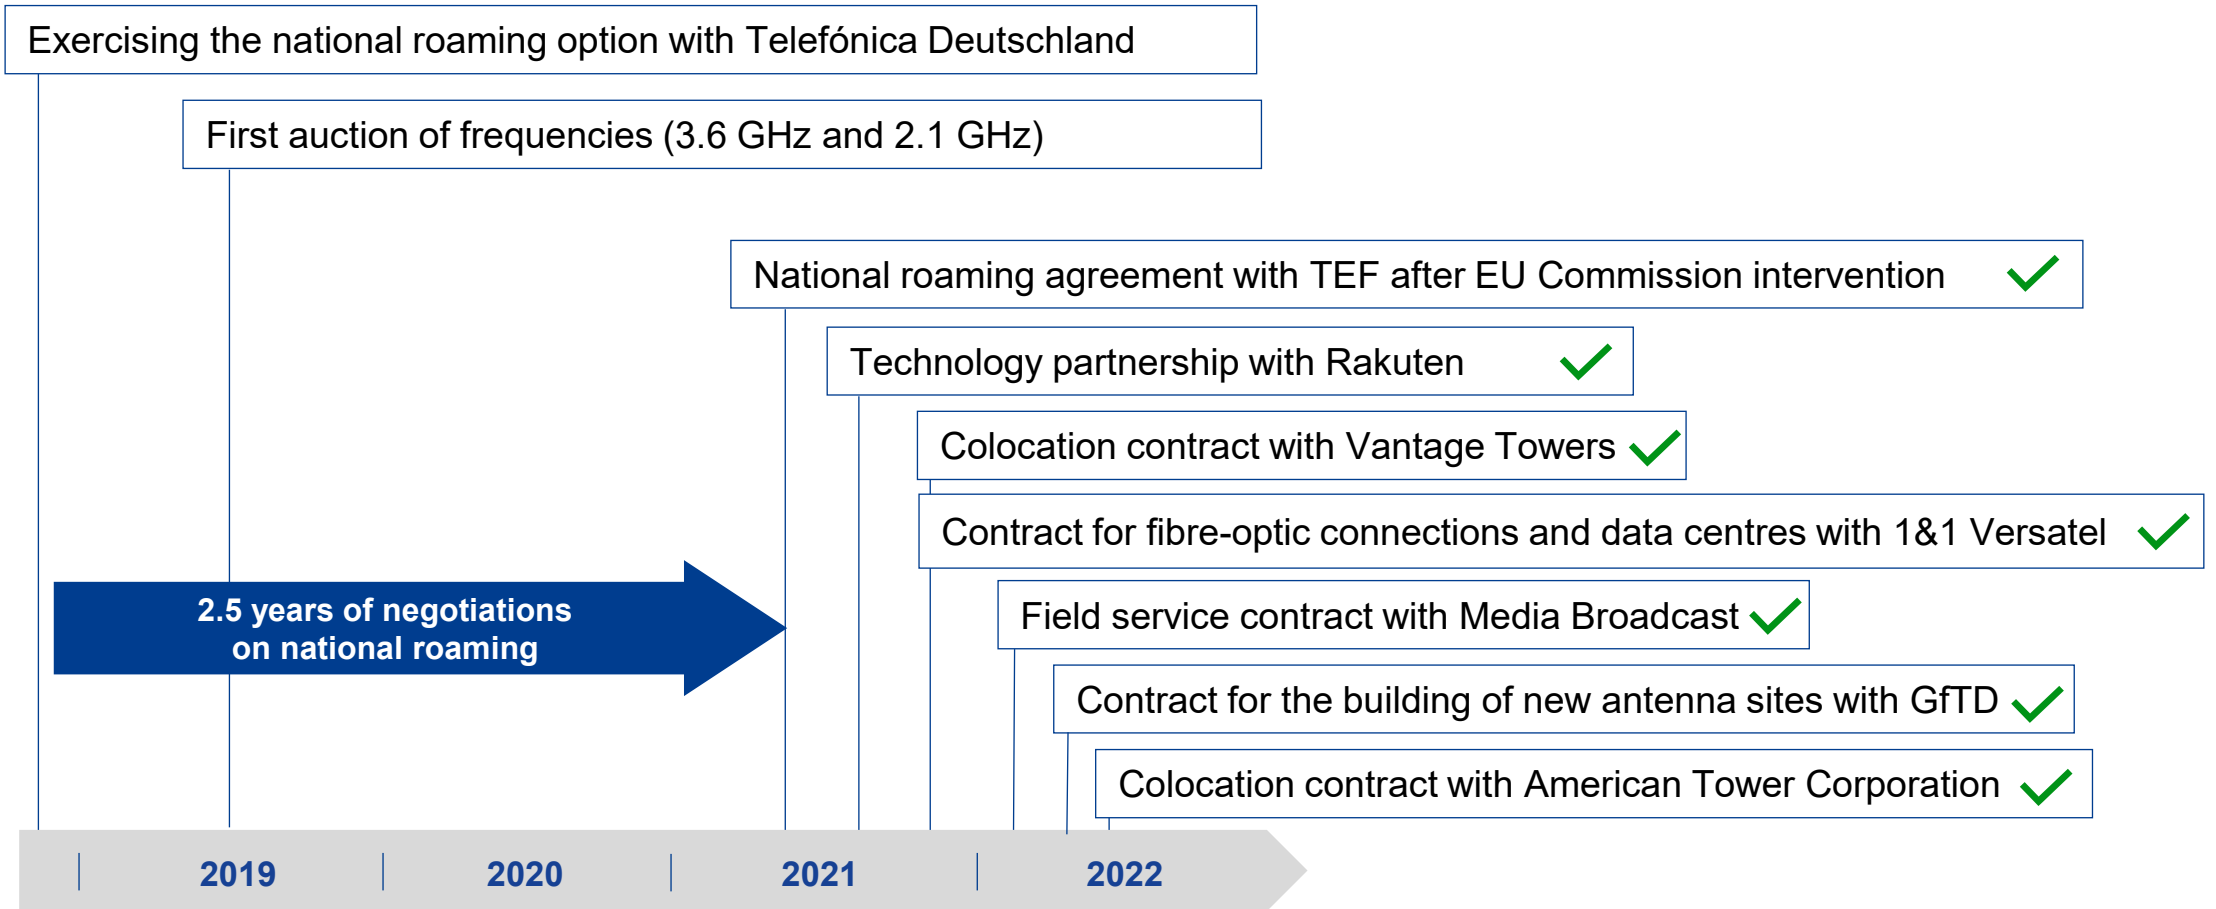 Exercising the national roaming option with Telefónica Deutschland
First auction of frequencies (3.6 GHz and 2.1 GHz)
National roaming agreement with TEF after EU Commission intervention
Technology partnership with Rakuten
Colocation contract with Vantage Towers
Contract for fibre-optic connections and data centres with 1&1 Versatel
2.5 years of negotiations
on national roaming
Field service contract with Media Broadcast
Contract for the building of new antenna sites with GfTD
Colocation contract with American Tower Corporation
2019 2020 2021 2022